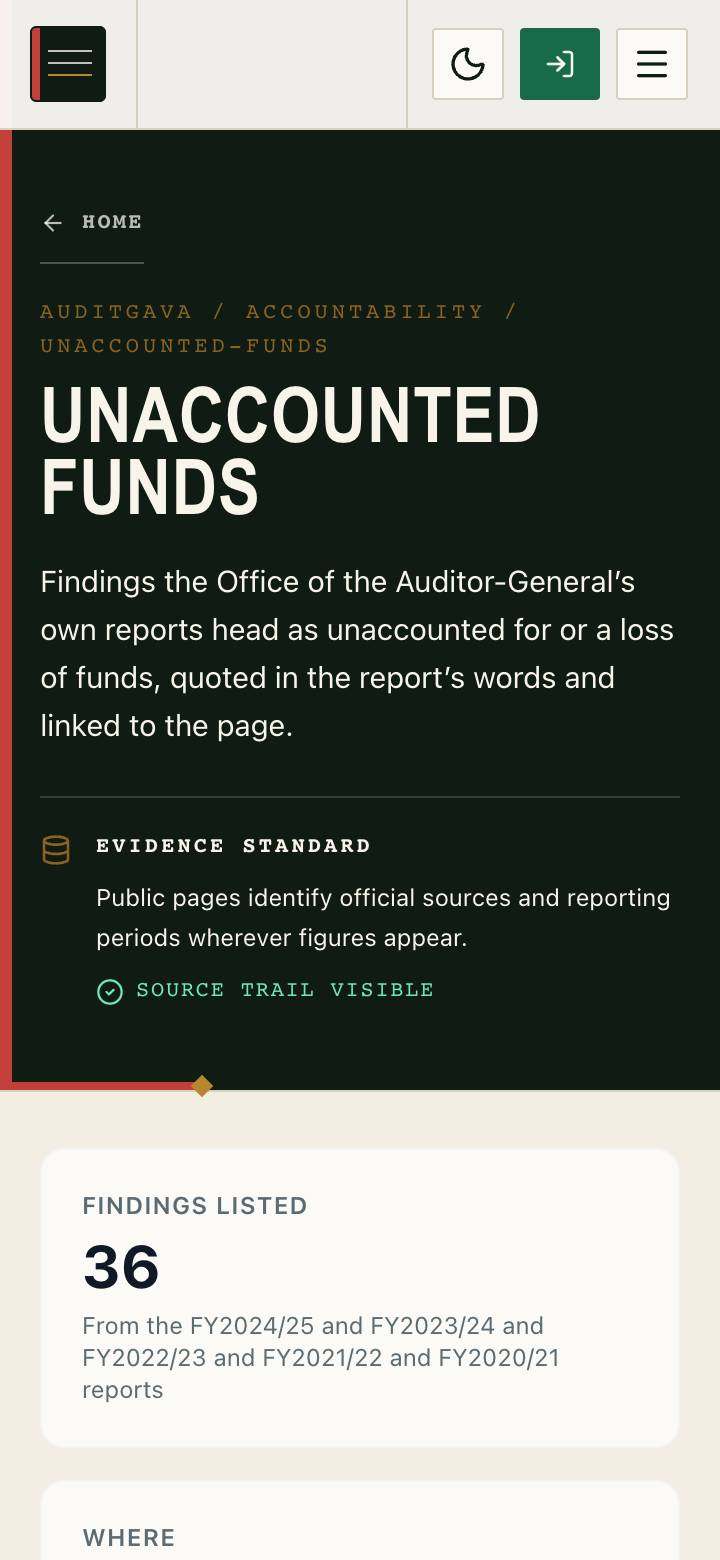 HOME
AUDITGAVA / ACCOUNTABILITY /
UNACCOUNTED-FUNDS
UNACCOUNTED
FUNDS
Findings the Office of the Auditor-General’s
own reports head as unaccounted for or a loss
of funds, quoted in the report’s words and
linked to the page.
EVIDENCE STANDARD
Public pages identify official sources and reporting
periods wherever figures appear.
SOURCE TRAIL VISIBLE
FINDINGS LISTED
36
From the FY2024/25 and FY2023/24 and
FY2022/23 and FY2021/22 and FY2020/21
reports
WHERE